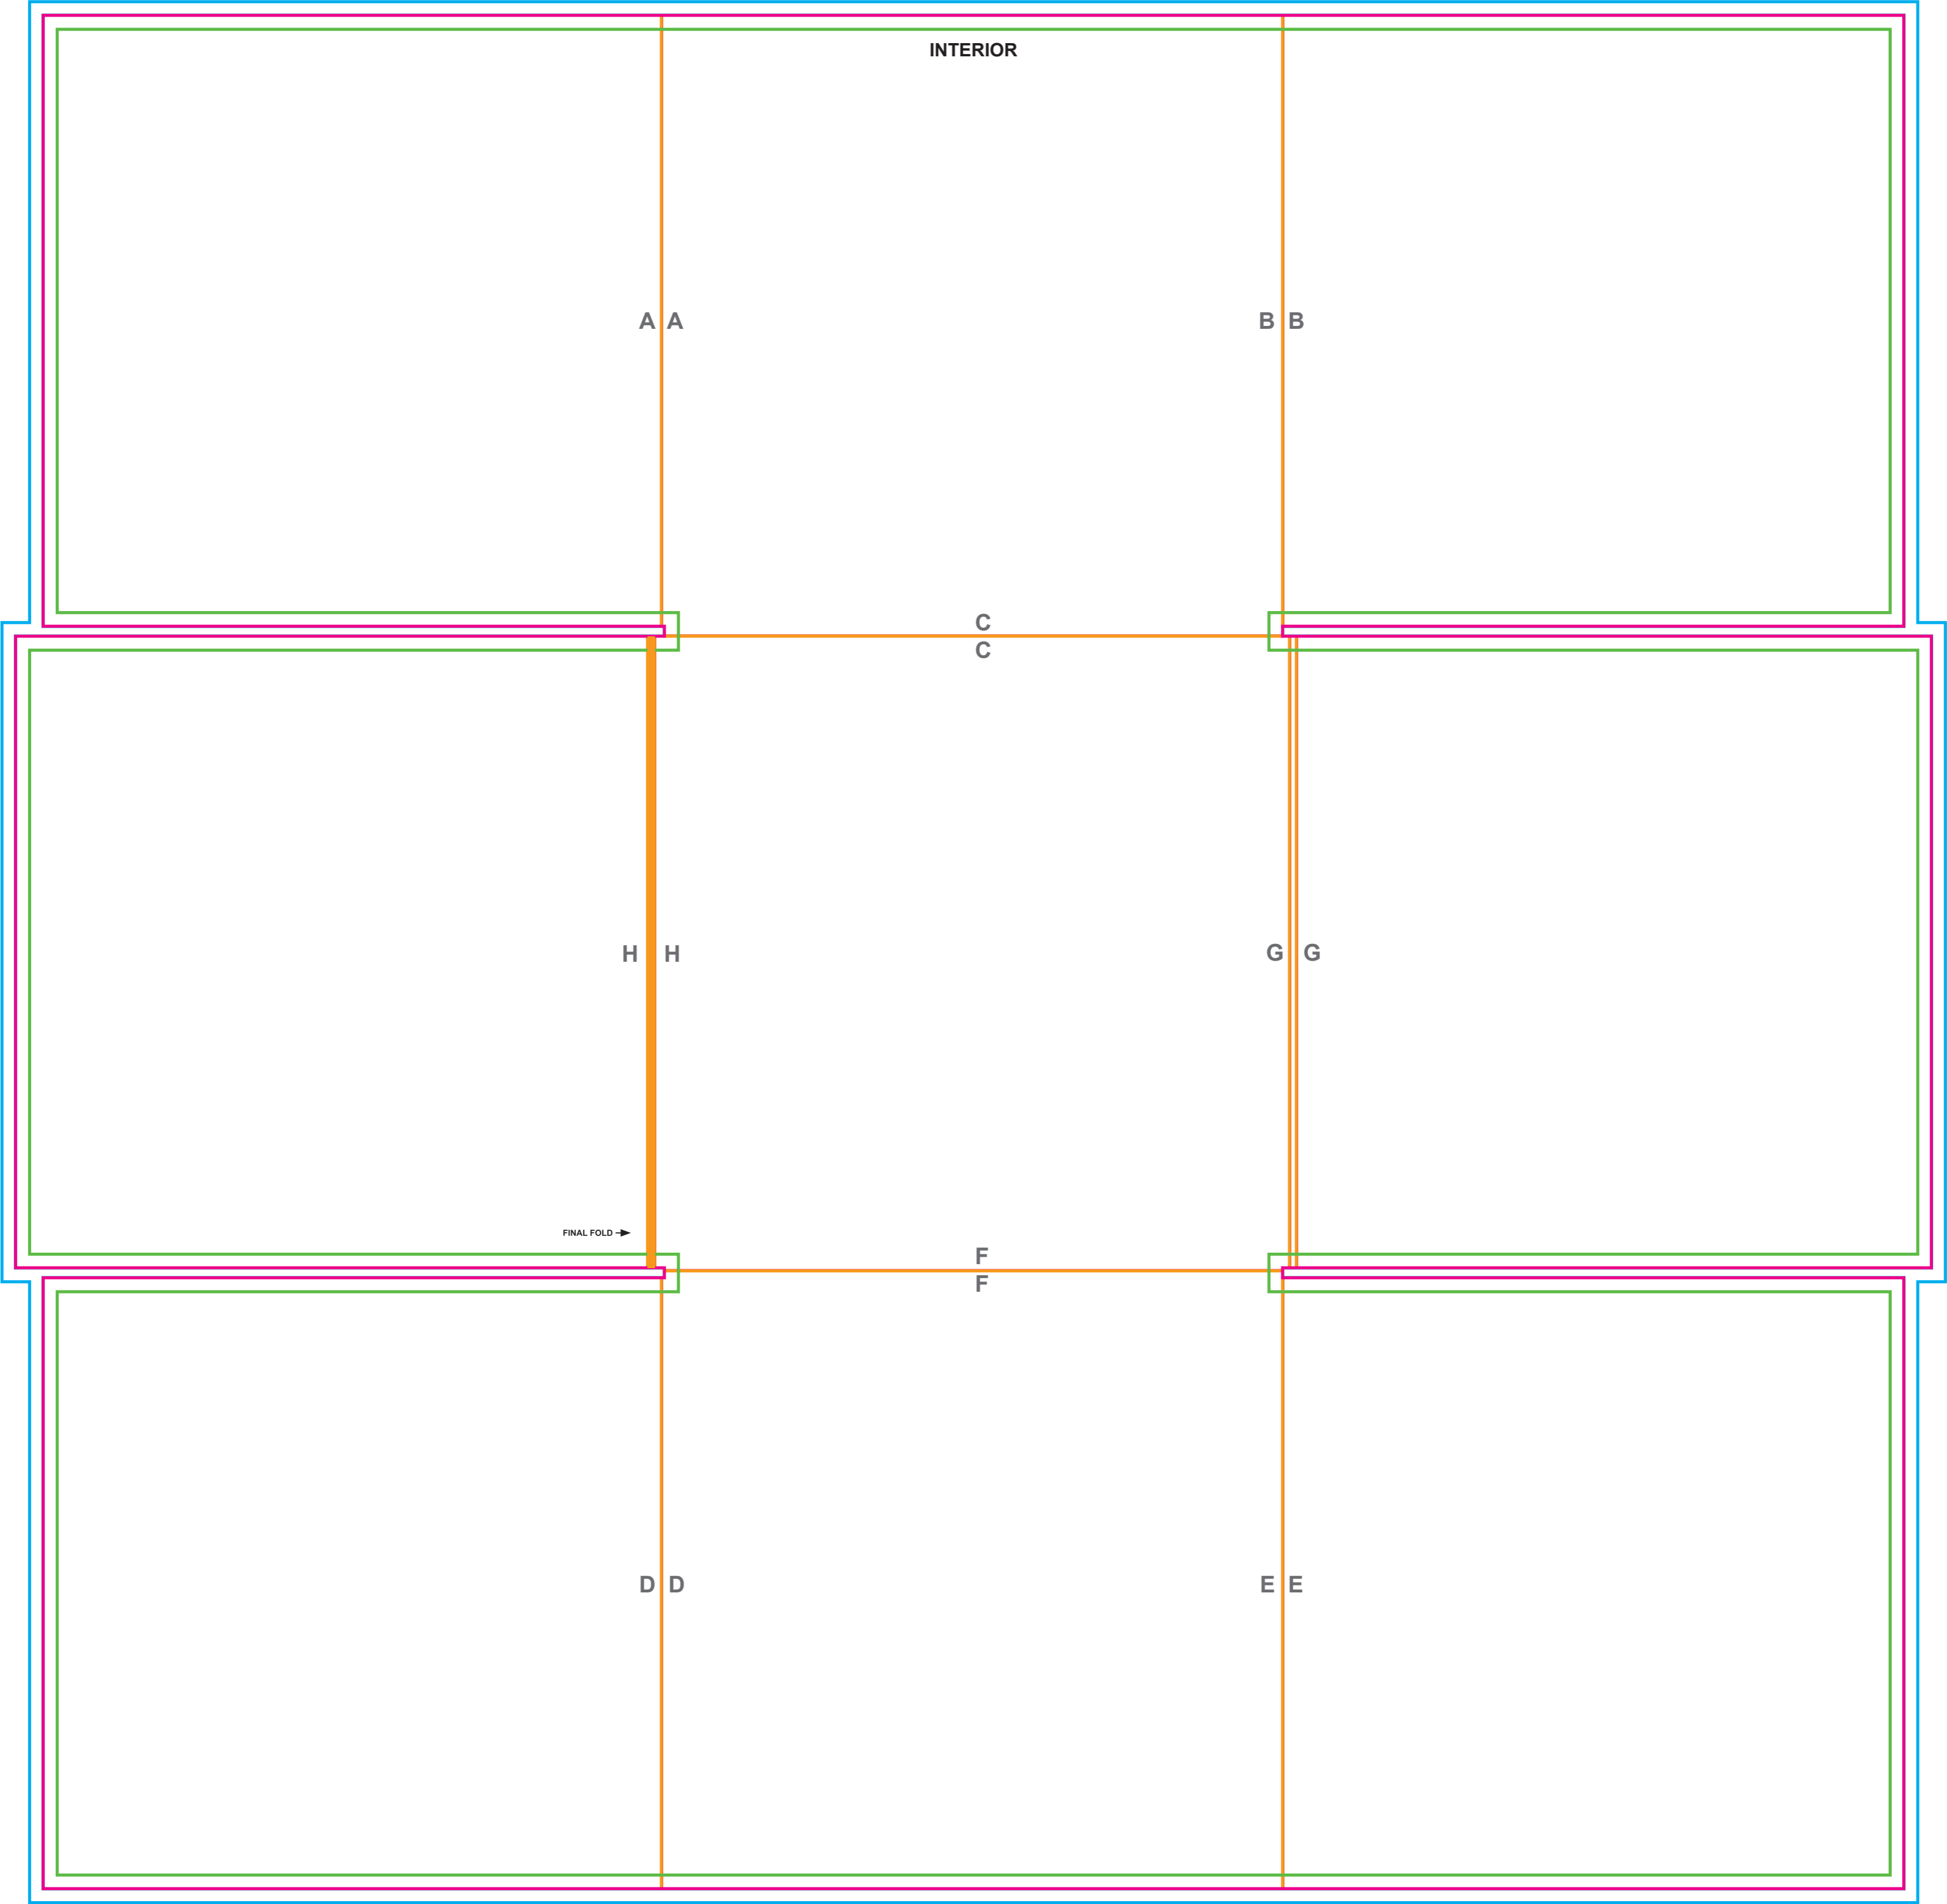 INTERIOR
A A
B B
C
C
H H
G G
FINAL FOLD
F
F
D D
E E